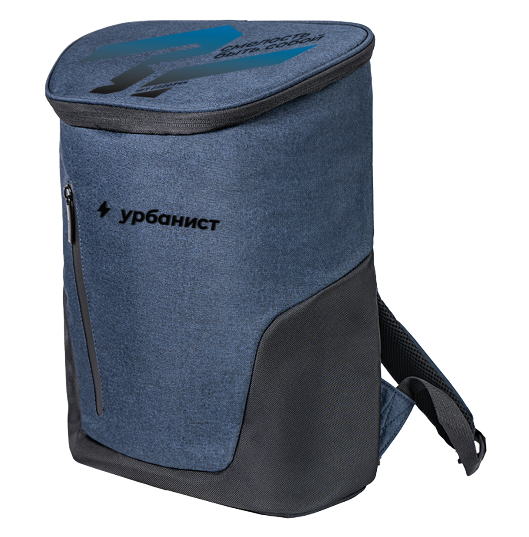 смелость
быть собой
урбанист